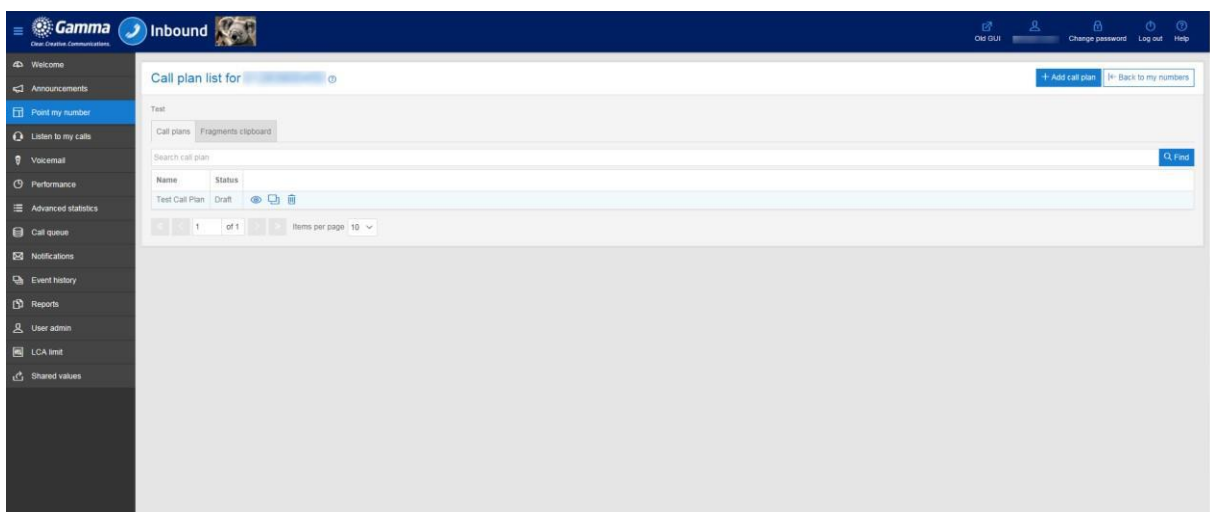 Gamma
Clear. Creative. Communications.
Inbound
Old GUI
Change password
Log out
Help
Welcome
Announcements
Point my number
Listen to my calls
Voicemail
Performance
Advanced statistics
Call queue
Notifications
Event history
Reports
User admin
LCA limit
Shared values
Call plan list for
+ Add call plan
Back to my numbers
Test
Call plans Fragments clipboard
Search call plan
Find
Name Status
Test Call Plan Draft
1 of 1 Items per page 10